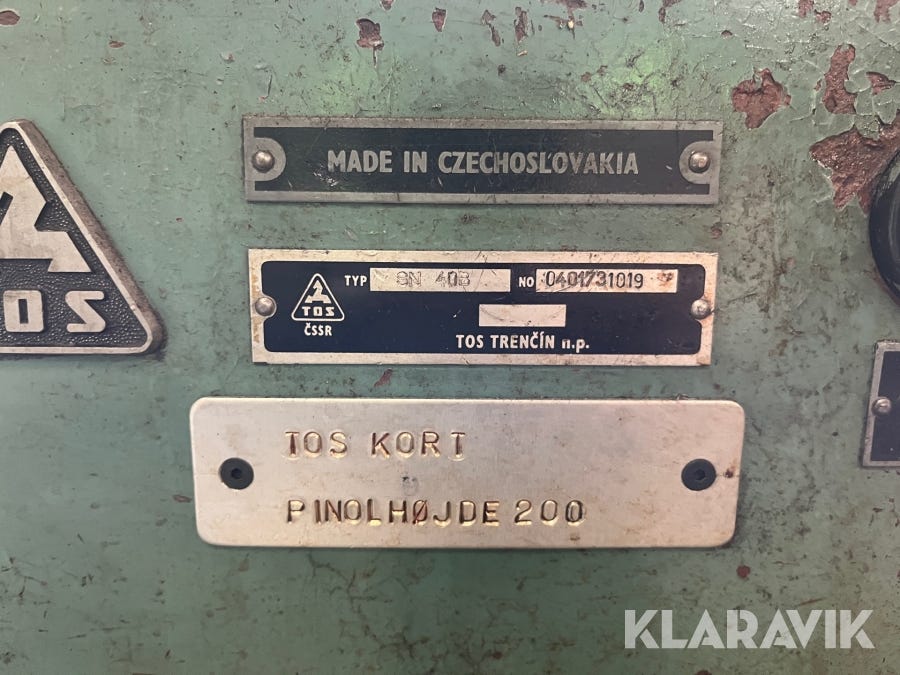 MADE IN CZECHOSLOVAKIA
TOS
TYP SN 40B NO 0401731019
TOS
ČSSR
TOS TRENČÍN n.p.
TOS KORT
PINOLHØJDE 200
KLARAVIK